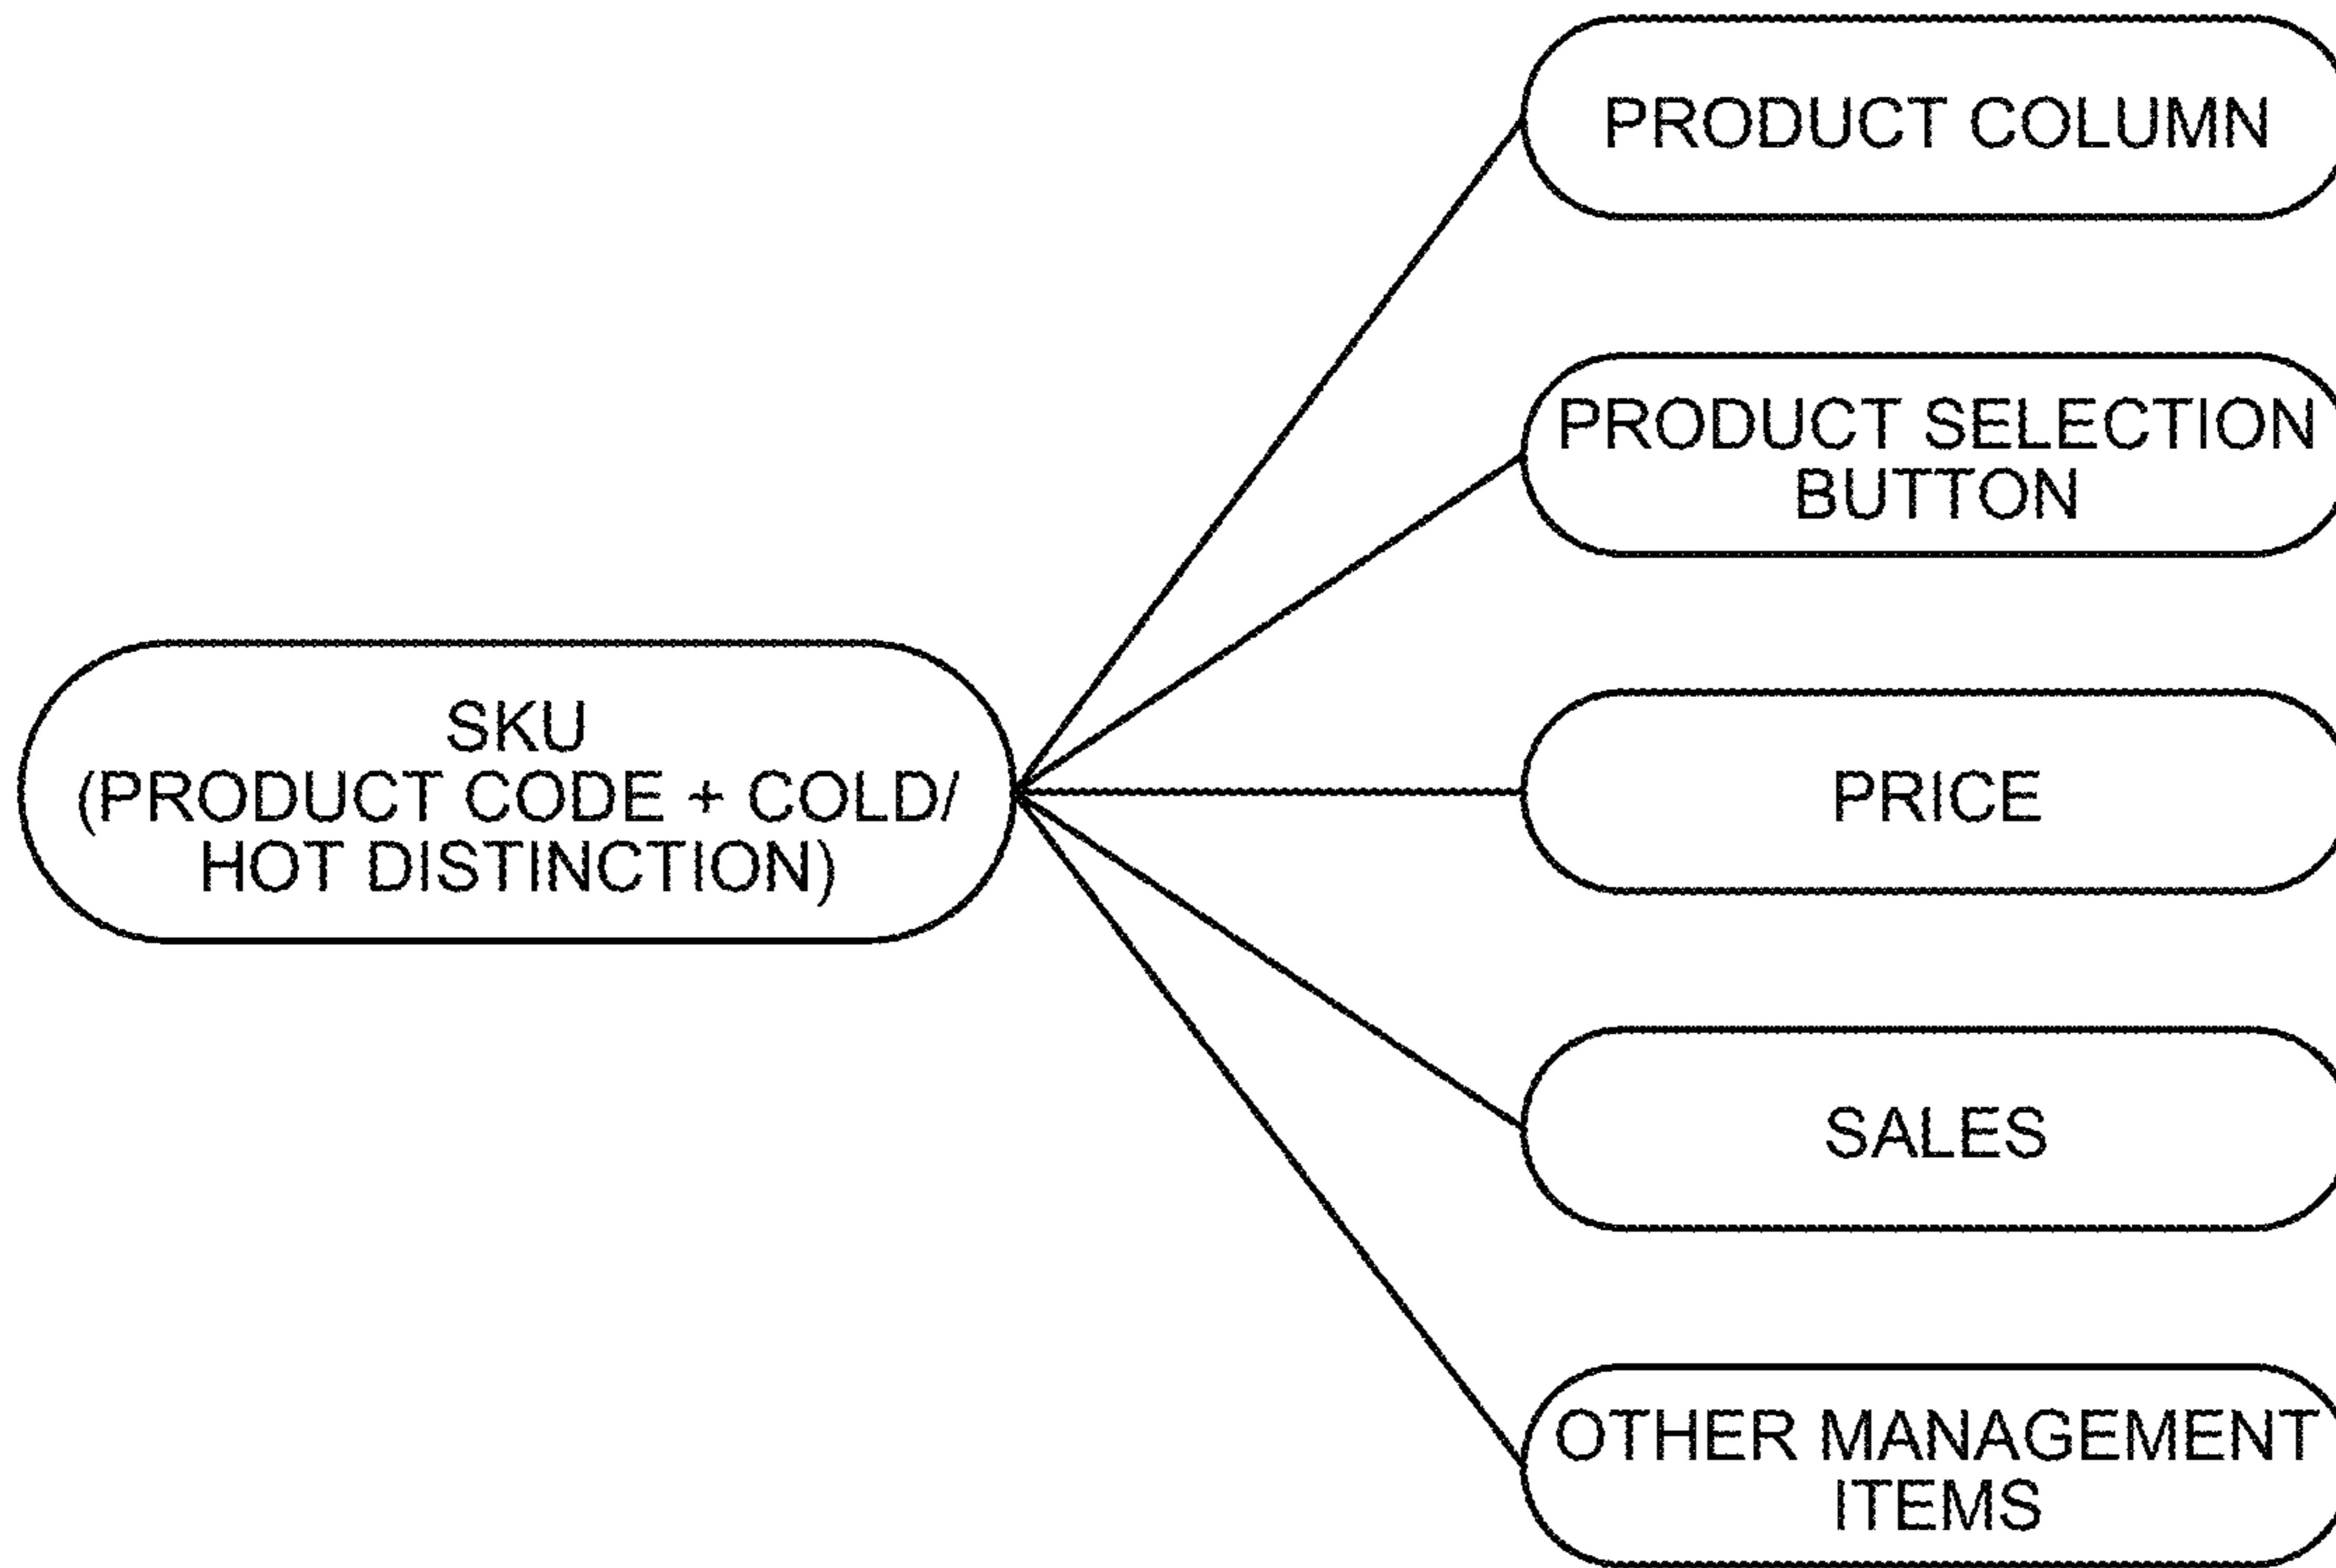 PRODUCT COLUMN
PRODUCT SELECTION
BUTTON
SKU
(PRODUCT CODE + COLD/
HOT DISTINCTION)
PRICE
SALES
OTHER MANAGEMENT
ITEMS